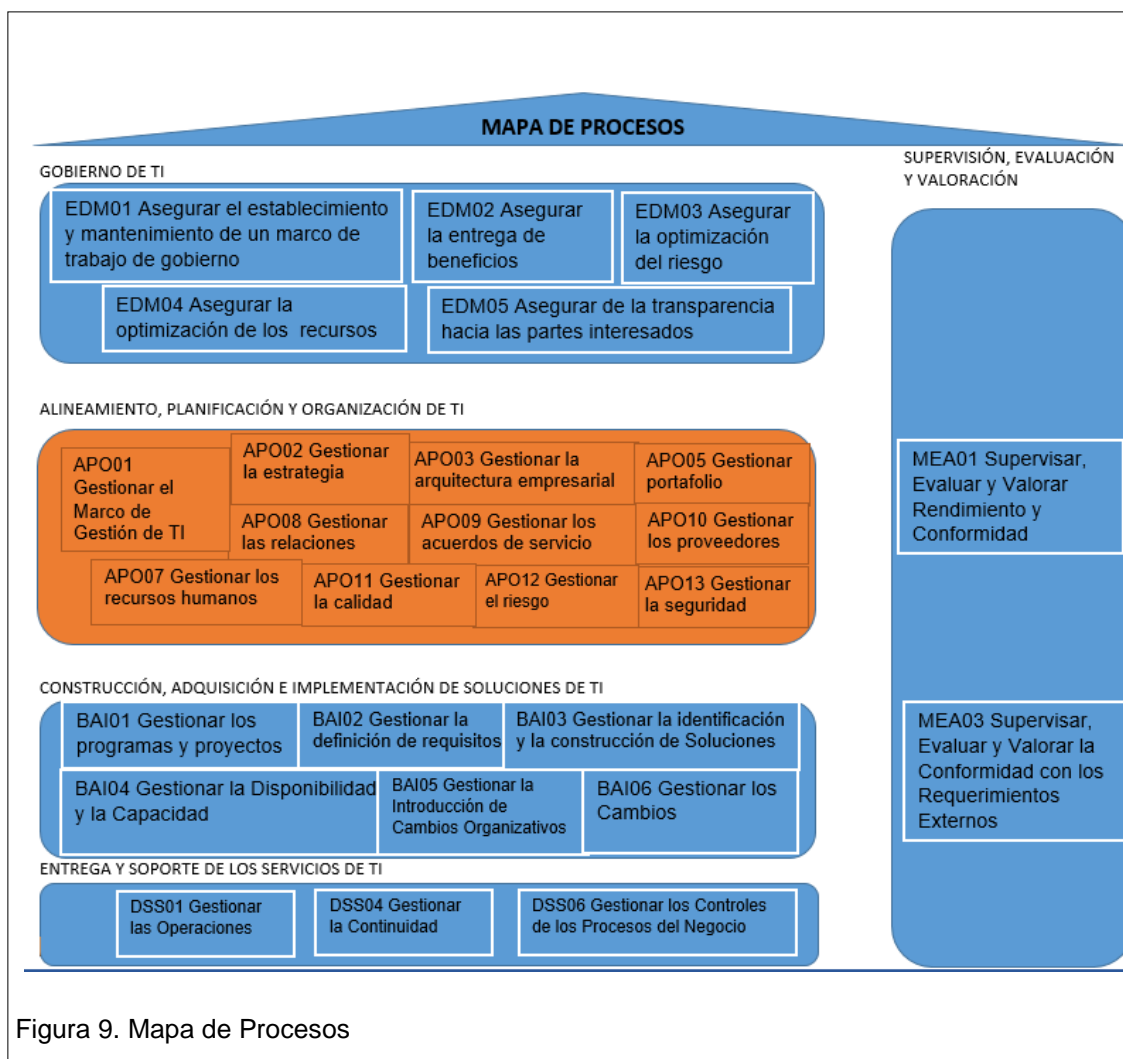 MAPA DE PROCESOS
GOBIERNO DE TI
EDM01 Asegurar el establecimiento
y mantenimiento de un marco de
trabajo de gobierno
EDM02 Asegurar
la entrega de
beneficios
EDM03 Asegurar
la optimización
del riesgo
EDM04 Asegurar la
optimización de los recursos
EDM05 Asegurar de la transparencia
hacia las partes interesados
ALINEAMIENTO, PLANIFICACIÓN Y ORGANIZACIÓN DE TI
APO01
Gestionar el
Marco de
Gestión de TI
APO02 Gestionar
la estrategia
APO03 Gestionar la
arquitectura empresarial
APO05 Gestionar
portafolio
APO08 Gestionar
las relaciones
APO09 Gestionar los
acuerdos de servicio
APO10 Gestionar
los proveedores
APO07 Gestionar los
recursos humanos
APO11 Gestionar
la calidad
APO12 Gestionar
el riesgo
APO13 Gestionar
la seguridad
CONSTRUCCIÓN, ADQUISICIÓN E IMPLEMENTACIÓN DE SOLUCIONES DE TI
BAI01 Gestionar los
programas y proyectos
BAI02 Gestionar la
definición de requisitos
BAI03 Gestionar la identificación
y la construcción de Soluciones
BAI04 Gestionar la Disponibilidad
y la Capacidad
BAI05 Gestionar la
Introducción de
Cambios Organizativos
BAI06 Gestionar los
Cambios
ENTREGA Y SOPORTE DE LOS SERVICIOS DE TI
DSS01 Gestionar
las Operaciones
DSS04 Gestionar
la Continuidad
DSS06 Gestionar los Controles
de los Procesos del Negocio
SUPERVISIÓN, EVALUACIÓN
Y VALORACIÓN
MEA01 Supervisar,
Evaluar y Valorar
Rendimiento y
Conformidad
MEA03 Supervisar,
Evaluar y Valorar la
Conformidad con los
Requerimientos
Externos
Figura 9. Mapa de Procesos